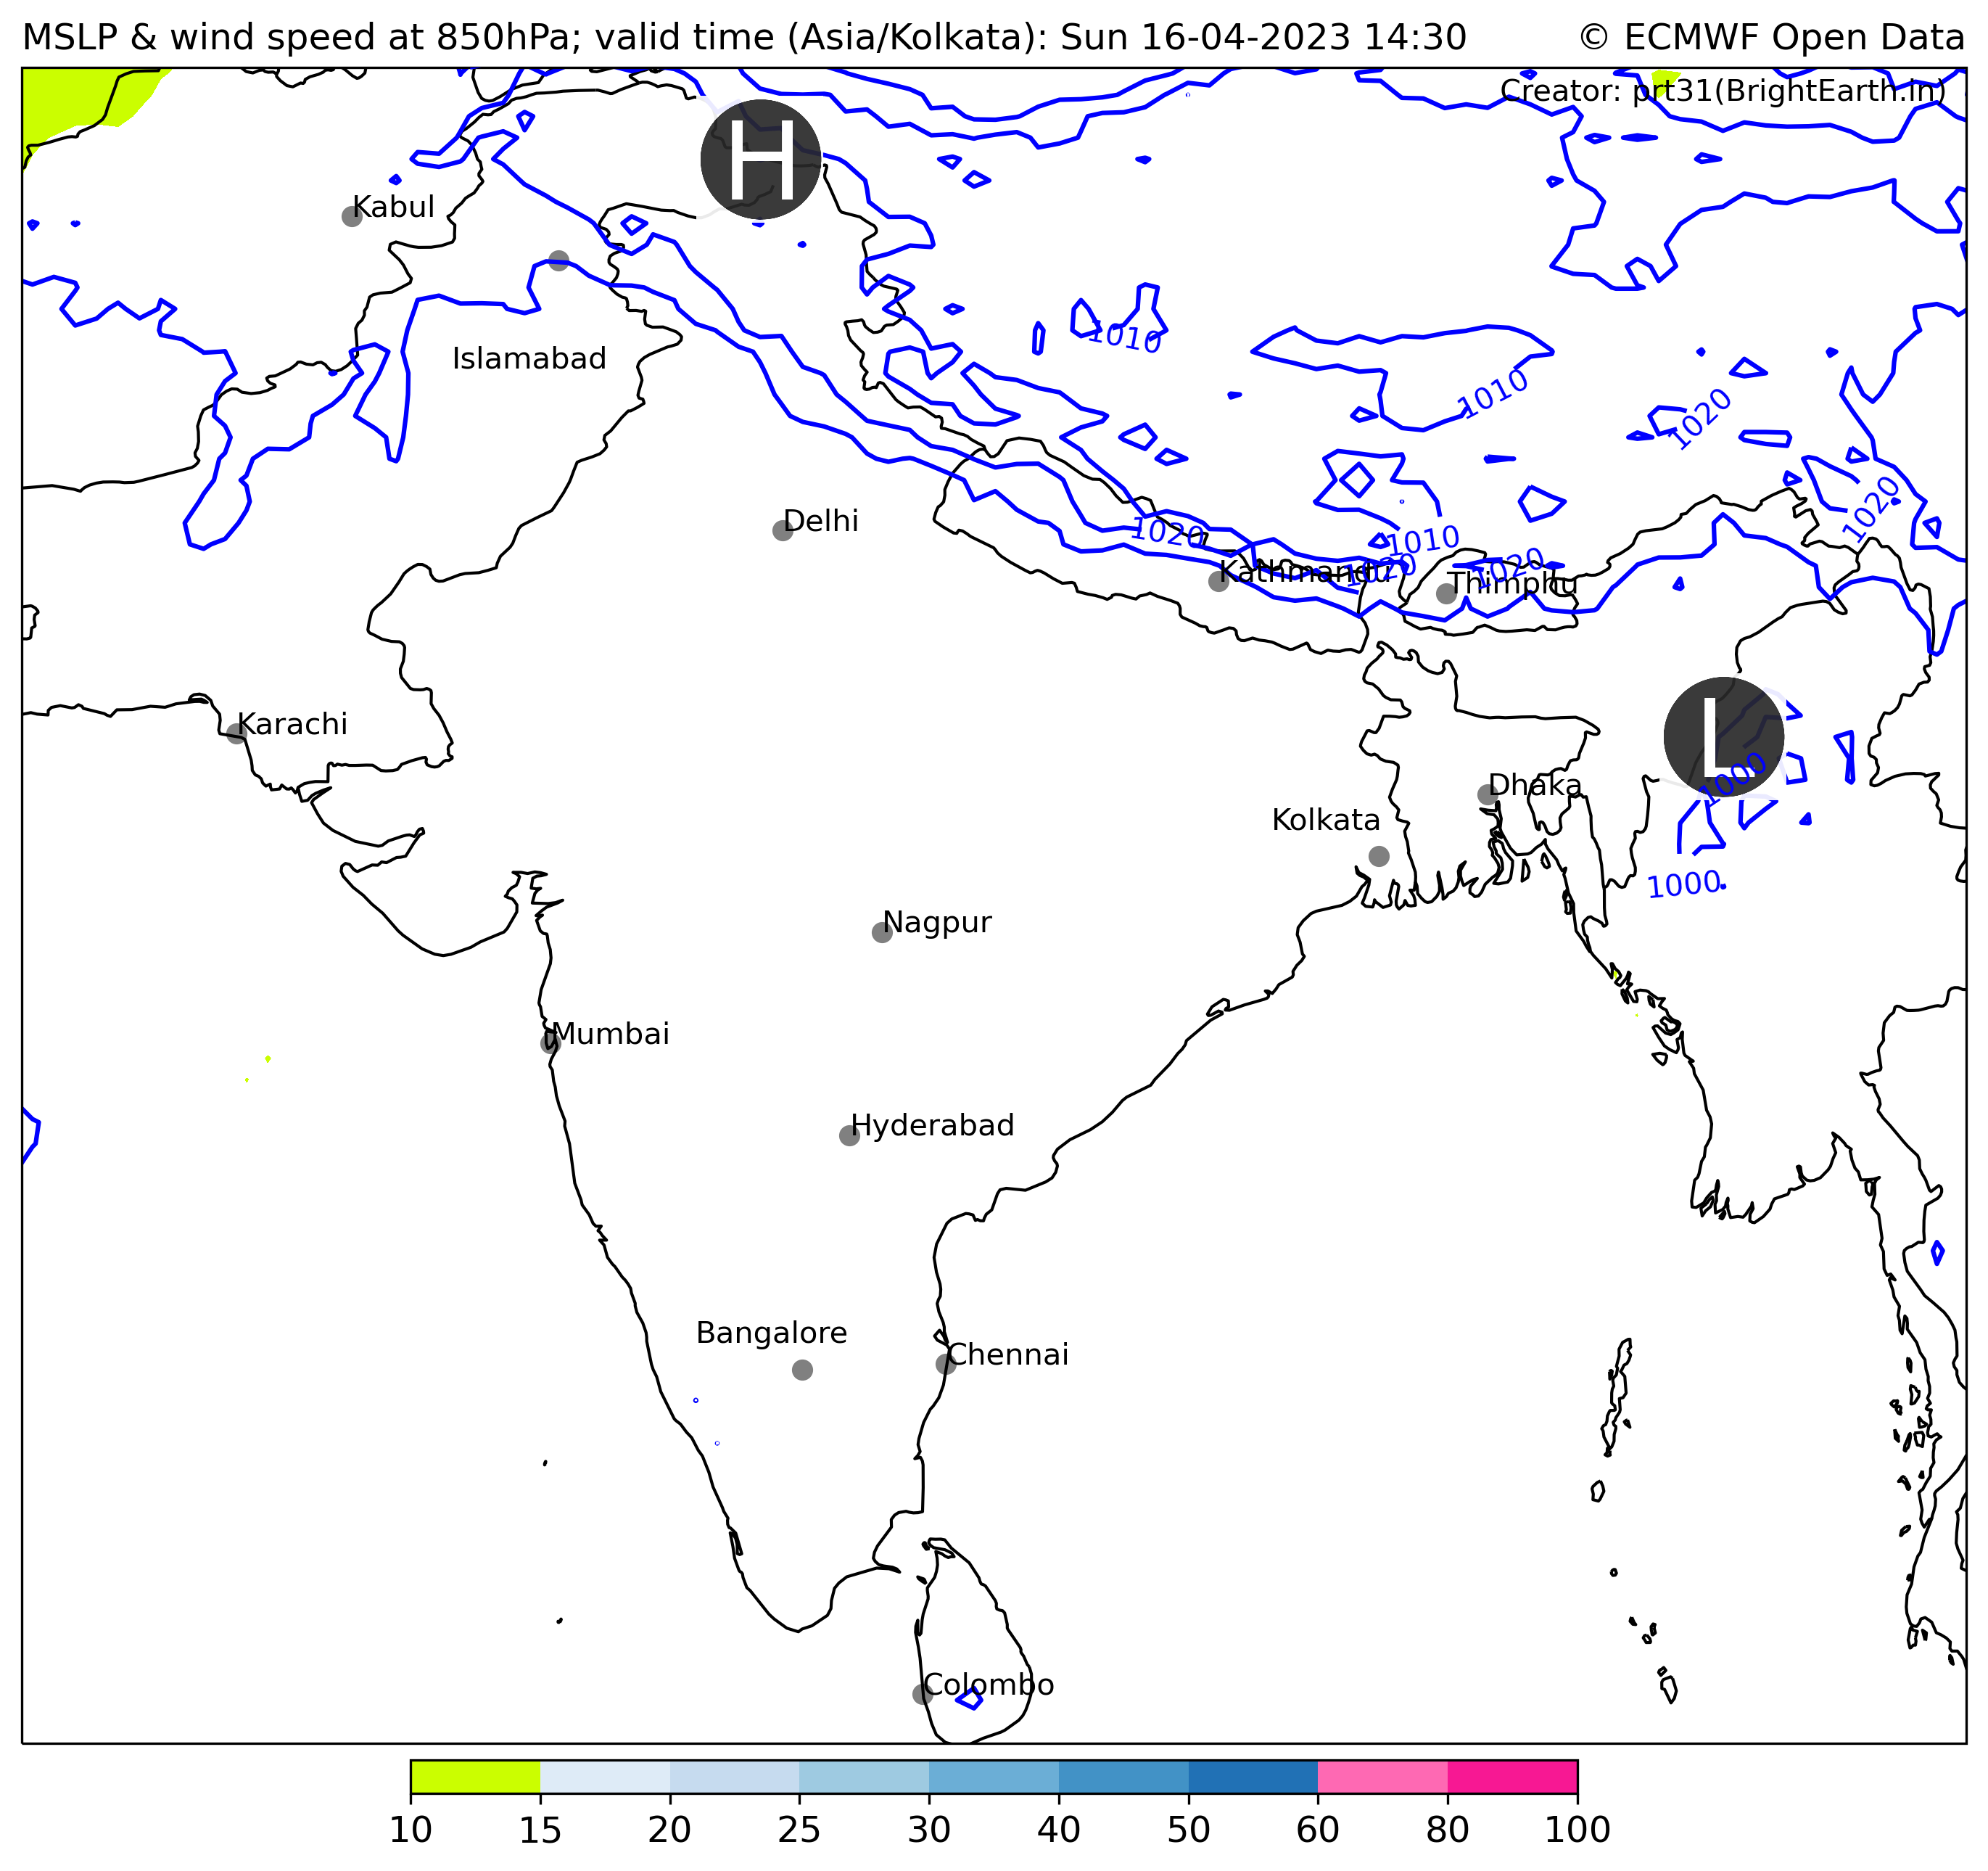 MSLP & wind speed at 850hPa; valid time (Asia/Kolkata): Sun 16-04-2023 14:30
© ECMWF Open Data
Creator: prt31(BrightEarth.in)
H
Kabul
1010
Islamabad
1010
1020
1020
Delhi
1020
1010
1020
1020
Kathmandu
Thimphu
Karachi
L
1000
Dhaka
Kolkata
1000
Nagpur
Mumbai
Hyderabad
Bangalore
Chennai
Colombo
10 15 20 25 30 40 50 60 80 100